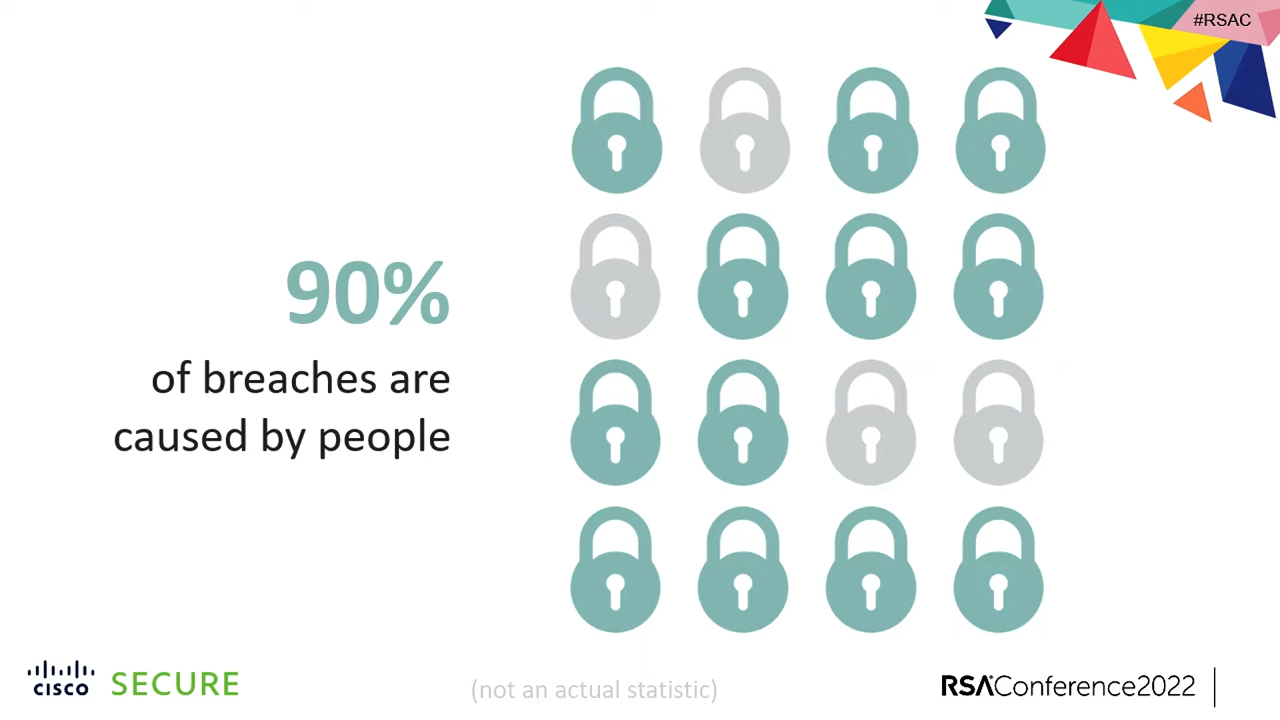 #RSAC
90%
of breaches are
caused by people
CISCO SECURE
(not an actual statistic)
RSAConference2022